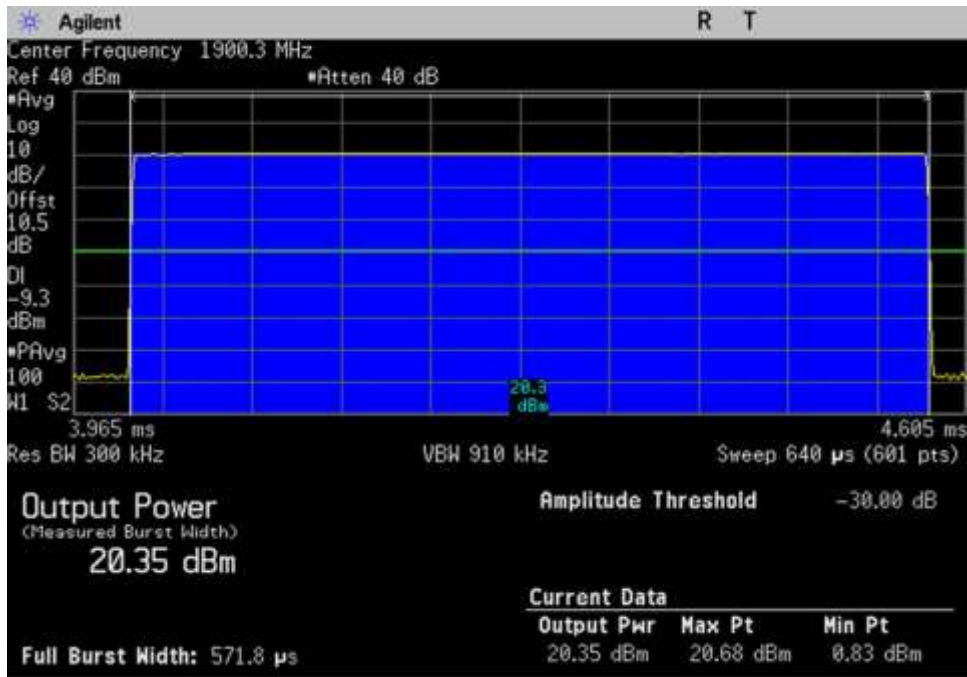 Agilent R T
Center Frequency 1900.3 MHz
Ref 40 dBm *Atten 40 dB
*Avg
Log
10
dB/
Offst
10.5
dB
DI
-9.3
dBm
*PAvg
100
W1 S2
20.3
dBm
3.965 ms 4.605 ms
Res BW 300 kHz VBW 910 kHz Sweep 640 µs (601 pts)
Output Power Amplitude Threshold -30.00 dB
(Measured Burst Width)
20.35 dBm
Current Data
Output Pwr Max Pt Min Pt
Full Burst Width: 571.8 µs 20.35 dBm 20.68 dBm 0.83 dBm